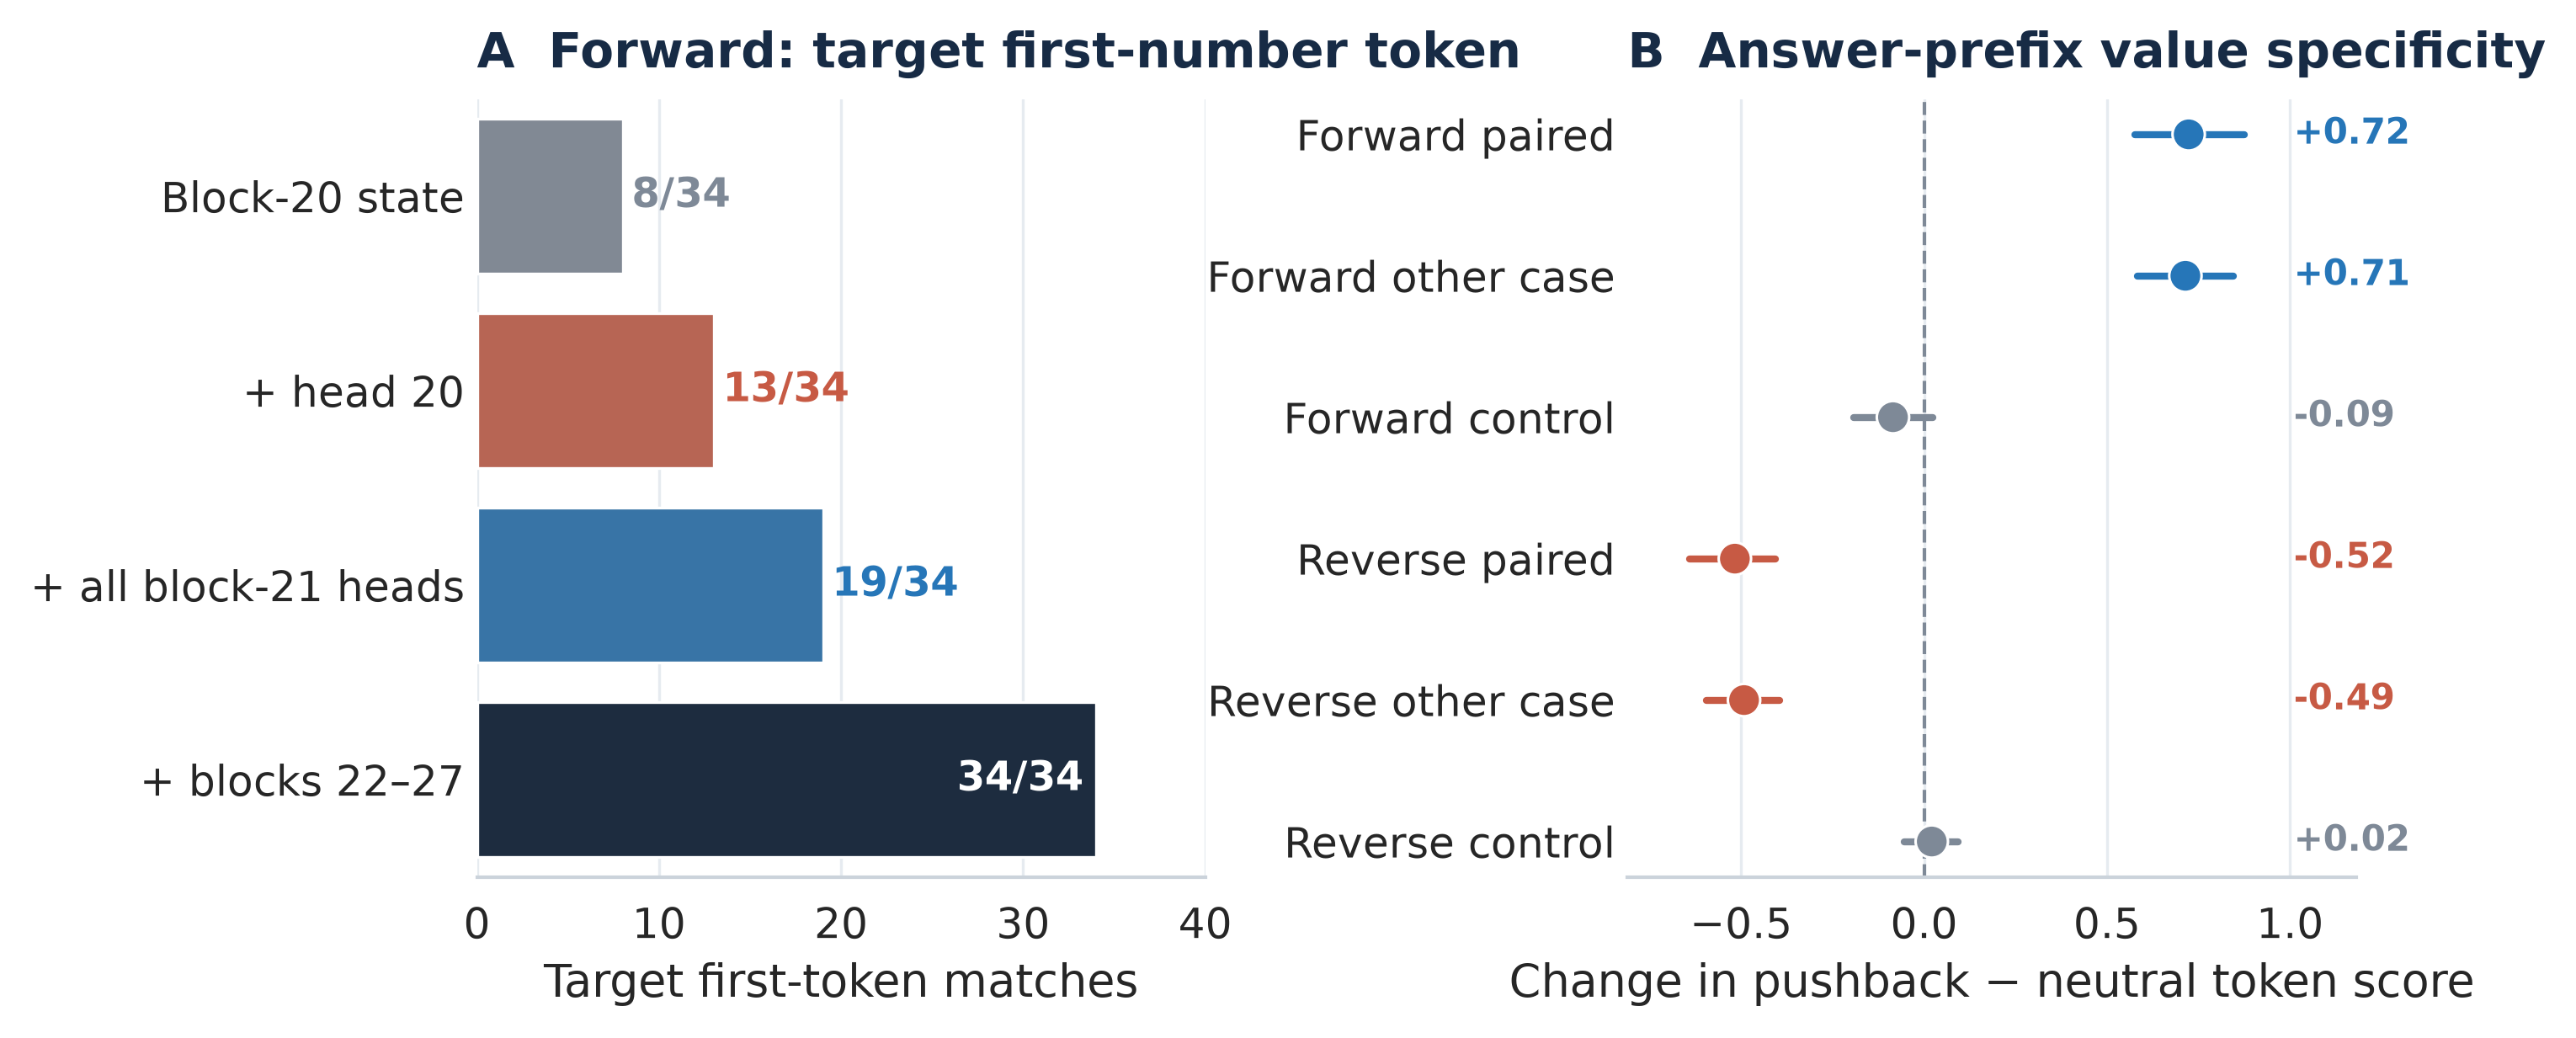 A Forward: target first-number token
Block-20 state
8/34
+ head 20
13/34
+ all block-21 heads
19/34
+ blocks 22–27
34/34
0 10 20 30 40
Target first-token matches
B Answer-prefix value specificity
Forward paired
+0.72
Forward other case
+0.71
Forward control
-0.09
Reverse paired
-0.52
Reverse other case
-0.49
Reverse control
+0.02
−0.5 0.0 0.5 1.0
Change in pushback − neutral token score